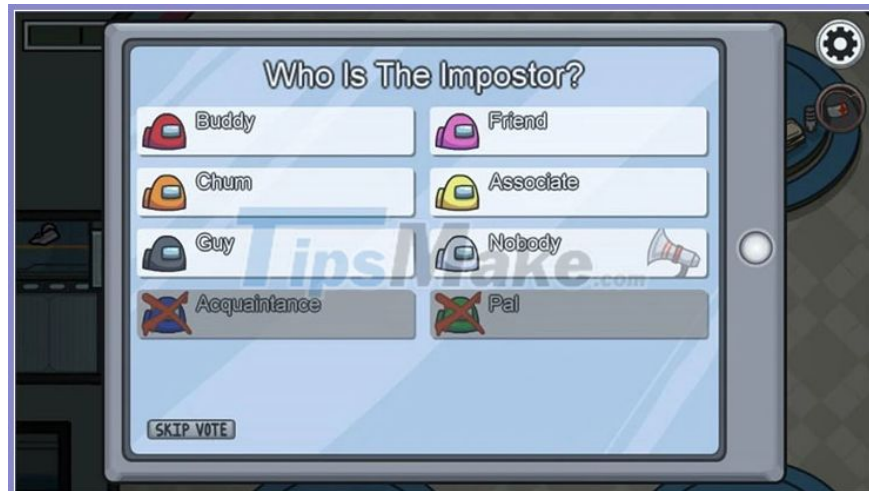 Who Is The Impostor?
Buddy
Friend
Chum
Associate
Guy
Nobody
TipsMake.com
Acquaintance
Pal
SKIP VOTE